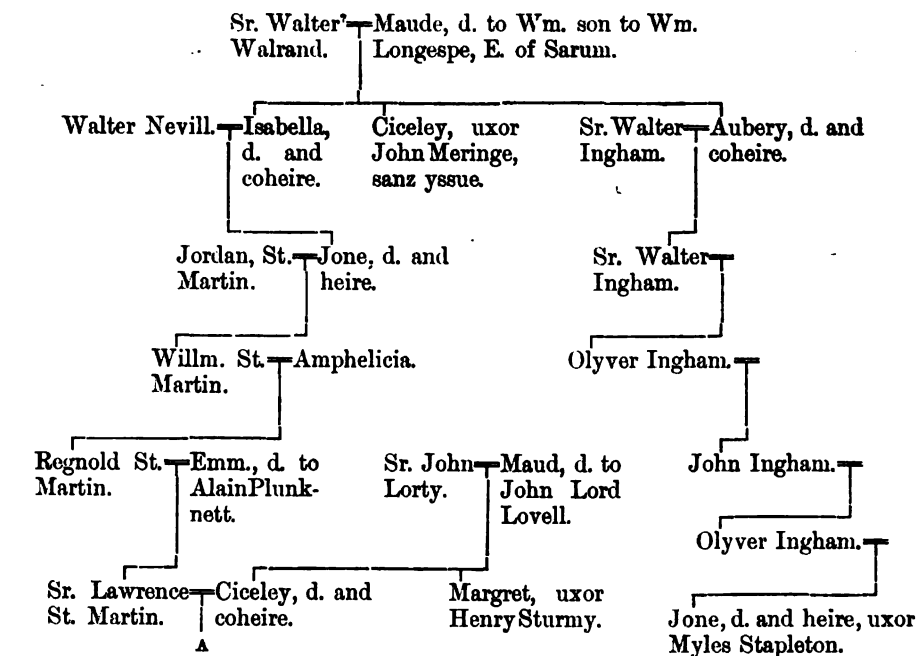 Sr. Walter Maude, d. to Wm. son to Wm.
Walrand. Longespe, E. of Sarum.
Walter Nevill. Isabella, Ciceley, uxor Sr. Walter Aubery, d. and
d. and John Meringe, Ingham. coheire.
coheire. sanz yssue.
Jordan, St. Jone, d. and Sr. Walter
Martin. heire. Ingham.
Willm. St. Amphelicia. Olyver Ingham.
Martin.
Regnold St. Emm., d. to Sr. John Maud, d. to John Ingham.
Martin. Alain Plunk- Lorty. John Lord
nett. Lovell.
Olyver Ingham.
Sr. Lawrence Ciceley, d. and Margret, uxor
St. Martin. coheire. Henry Sturmy.
Jone, d. and heire, uxor
A Myles Stapleton.